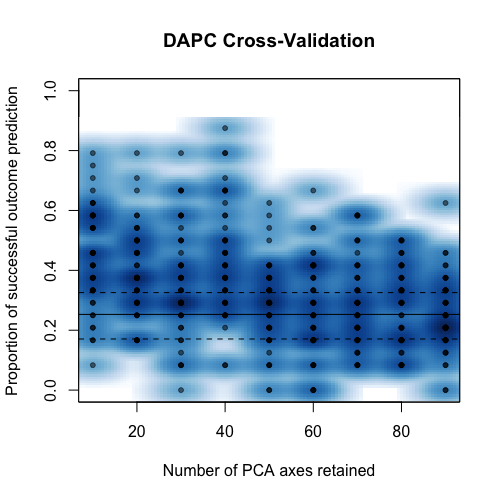 DAPC Cross-Validation
Proportion of successful outcome prediction
1.0
0.8
0.6
0.4
0.2
0.0
20 40 60 80
Number of PCA axes retained